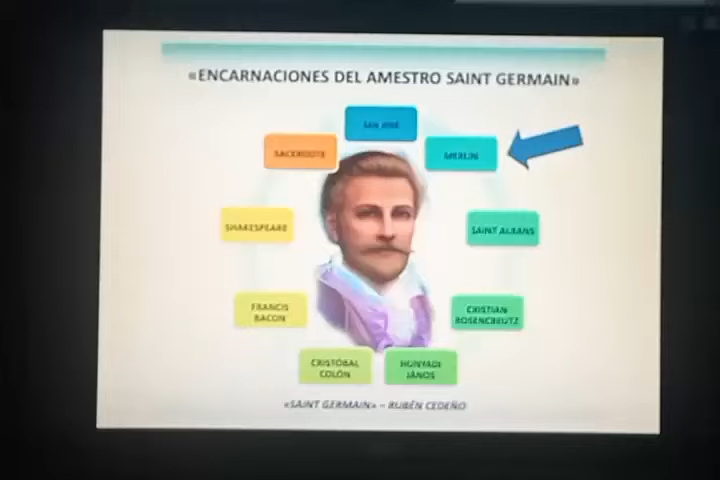 «ENCARNACIONES DEL AMESTRO SAINT GERMAIN»
SAN JOSÉ
SACERDOTE
MERLIN
SHAKESPEARE
SAINT ALBANS
FRANCIS
BACON
CRISTIAN
ROSENCREUTZ
CRISTÓBAL
COLÓN
HUNYADI
JÁNOS
«SAINT GERMAIN» – RUBÉN CEDEÑO